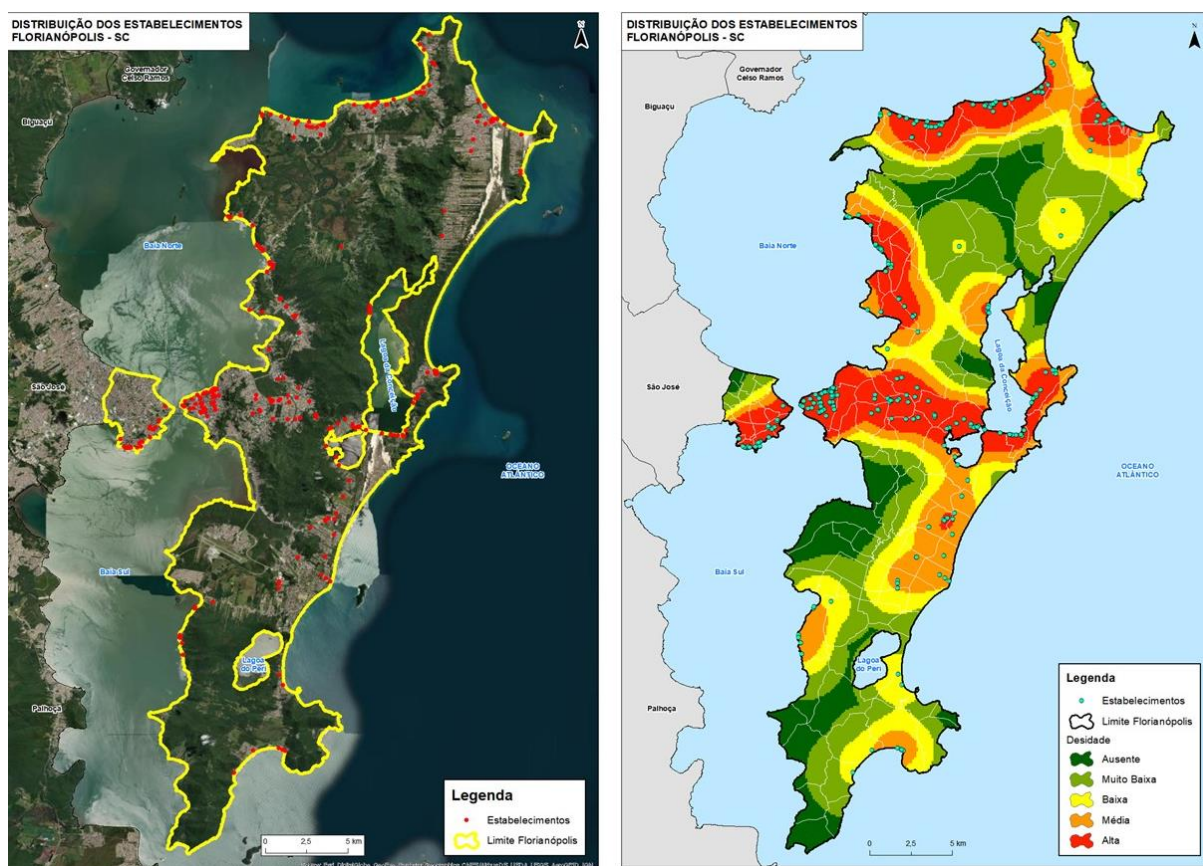 DISTRIBUIÇÃO DOS ESTABELECIMENTOS
FLORIANÓPOLIS - SC
N
Governador
Celso Ramos
Biguaçu
Baía Norte
São José
Lagoa da Conceição
OCEANO
ATLÂNTICO
Baía Sul
Lagoa
do Peri
Palhoça
Legenda
Estabelecimentos
Limite Florianópolis
0 2,5 5 km
DISTRIBUIÇÃO DOS ESTABELECIMENTOS
FLORIANÓPOLIS - SC
N
Governador
Celso Ramos
Biguaçu
Baía Norte
São José
Lagoa da Conceição
OCEANO
ATLÂNTICO
Baía Sul
Lagoa
do Peri
Palhoça
Legenda
Estabelecimentos
Limite Florianópolis
Desidade
Ausente
Muito Baixa
Baixa
Média
Alta
0 2,5 5 km